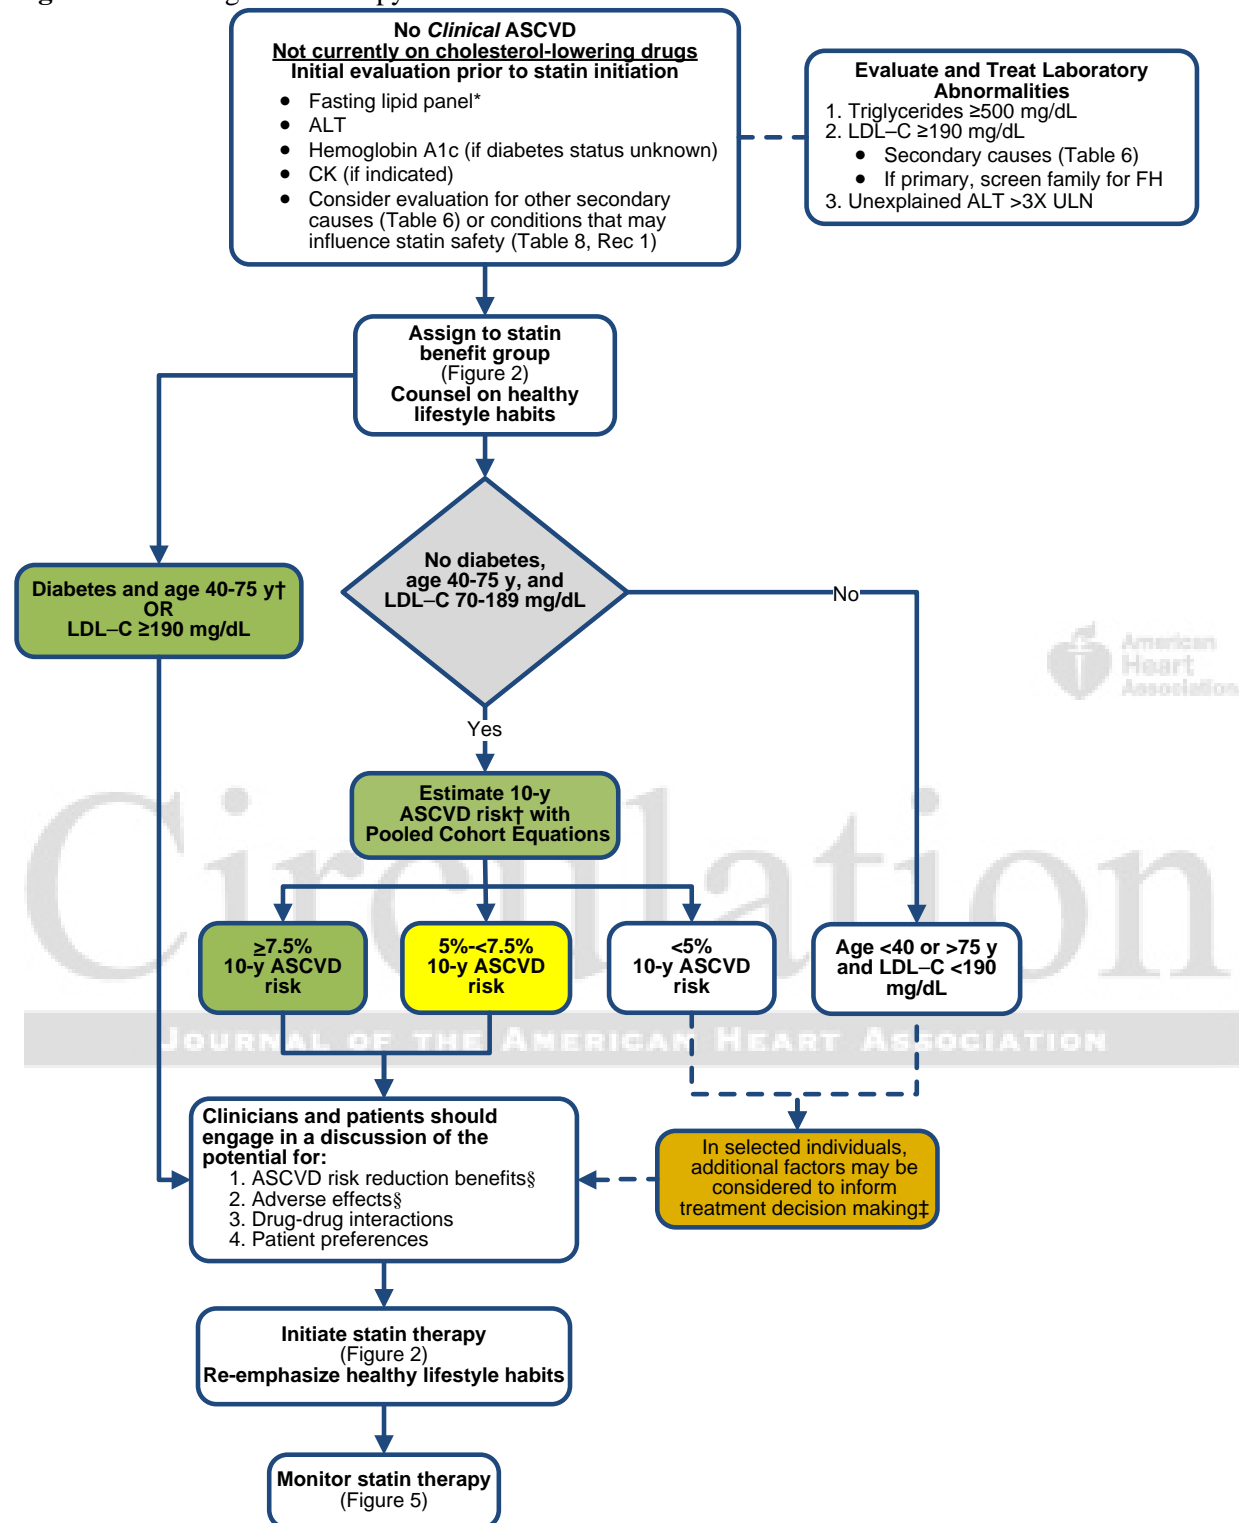 No Clinical ASCVD
Not currently on cholesterol-lowering drugs
Initial evaluation prior to statin initiation
• Fasting lipid panel*
• ALT
• Hemoglobin A1c (if diabetes status unknown)
• CK (if indicated)
• Consider evaluation for other secondary
causes (Table 6) or conditions that may
influence statin safety (Table 8, Rec 1)
Evaluate and Treat Laboratory
Abnormalities
1. Triglycerides ≥500 mg/dL
2. LDL–C ≥190 mg/dL
• Secondary causes (Table 6)
• If primary, screen family for FH
3. Unexplained ALT >3X ULN
Assign to statin
benefit group
(Figure 2)
Counsel on healthy
lifestyle habits
Diabetes and age 40-75 y†
OR
LDL–C ≥190 mg/dL
No diabetes,
age 40-75 y, and
LDL–C 70-189 mg/dL
No
Yes
American
Heart
Association
Estimate 10-y
ASCVD risk† with
Pooled Cohort Equations
Circulation
≥7.5%
10-y ASCVD
risk
5%-<7.5%
10-y ASCVD
risk
<5%
10-y ASCVD
risk
Age <40 or >75 y
and LDL–C <190
mg/dL
JOURNAL OF THE AMERICAN HEART ASSOCIATION
Clinicians and patients should
engage in a discussion of the
potential for:
1. ASCVD risk reduction benefits§
2. Adverse effects§
3. Drug-drug interactions
4. Patient preferences
In selected individuals,
additional factors may be
considered to inform
treatment decision making‡
Initiate statin therapy
(Figure 2)
Re-emphasize healthy lifestyle habits
Monitor statin therapy
(Figure 5)